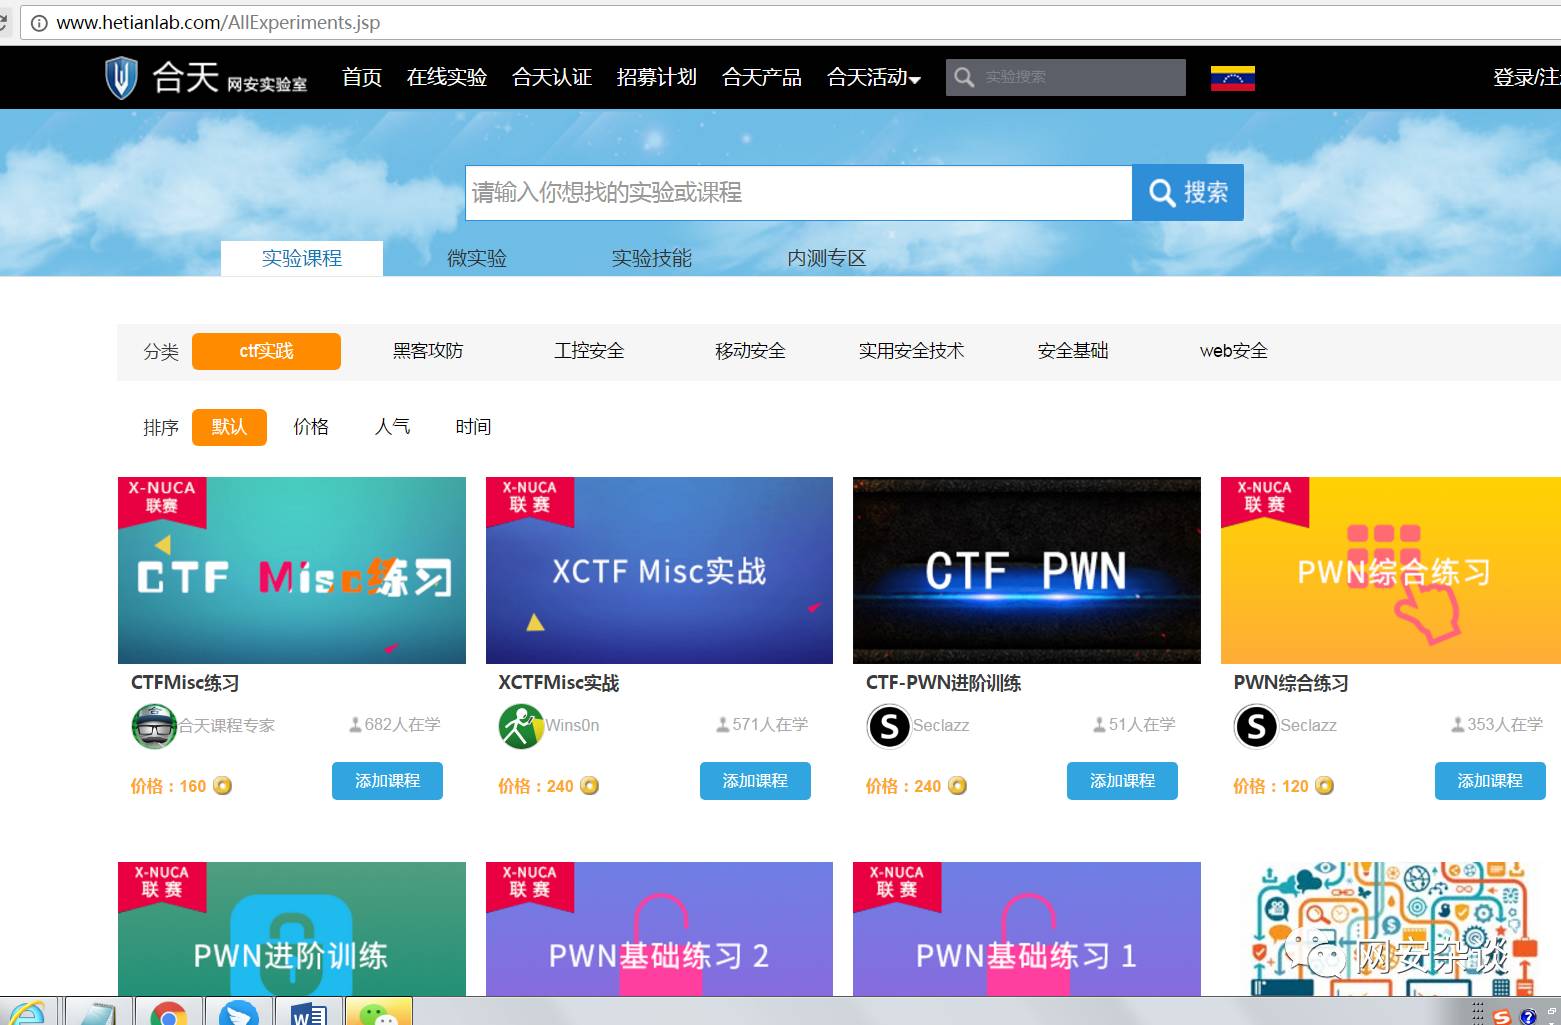 www.hetianlab.com/AllExperiments.jsp
合天 网安实验室 首页 在线实验 合天认证 招募计划 合天产品 合天活动 实验搜索 登录/注
请输入你想找的实验或课程 搜索
实验课程 微实验 实验技能 内测专区
分类 ctf实践 黑客攻防 工控安全 移动安全 实用安全技术 安全基础 web安全
排序 默认 价格 人气 时间
X-NUCA
联赛
CTF Misc练习
X-NUCA
联 赛
XCTF Misc实战
CTF PWN
X-NUCA
联 赛
PWN综合练习
CTFMisc练习 XCTFMisc实战 CTF-PWN进阶训练 PWN综合练习
合天课程专家 682人在学 Wins0n 571人在学 S Seclazz 51人在学 S Seclazz 353人在学
价格：160 添加课程 价格：240 添加课程 价格：240 添加课程 价格：120 添加课程
X-NUCA
联 赛
PWN进阶训练
X-NUCA
联 赛
PWN基础练习 2
X-NUCA
联 赛
PWN基础练习 1
网安杂谈